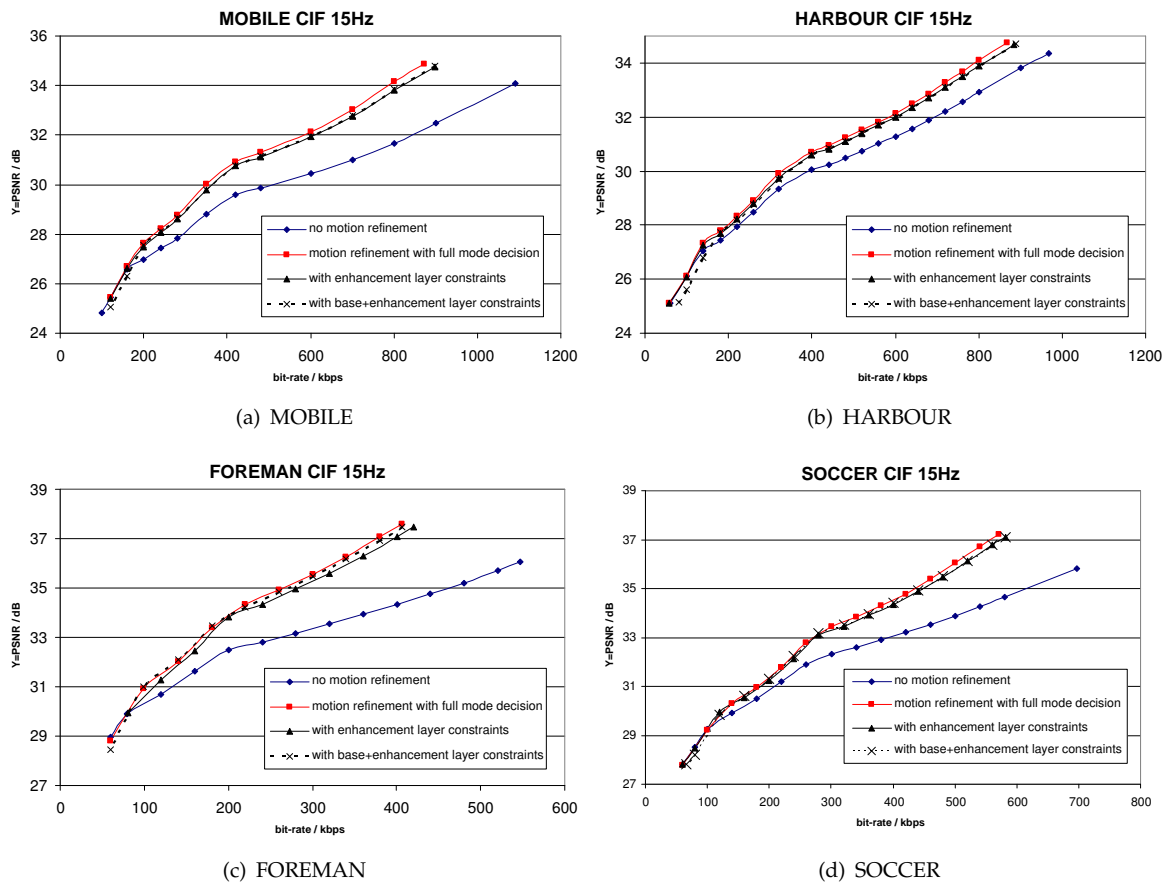 MOBILE CIF 15Hz
36
34
32
30
28
26
24
Y=PSNR / dB
0 200 400 600 800 1000 1200
bit-rate / kbps
no motion refinement
motion refinement with full mode decision
with enhancement layer constraints
with base+enhancement layer constraints
(a) MOBILE
HARBOUR CIF 15Hz
34
32
30
28
26
24
Y=PSNR / dB
0 200 400 600 800 1000 1200
bit-rate / kbps
no motion refinement
motion refinement with full mode decision
with enhancement layer constraints
with base+enhancement layer constraints
(b) HARBOUR
FOREMAN CIF 15Hz
39
37
35
33
31
29
27
Y=PSNR / dB
0 100 200 300 400 500 600
bit-rate / kbps
no motion refinement
motion refinement with full mode decision
with enhancement layer constraints
with base+enhancement layer constraints
(c) FOREMAN
SOCCER CIF 15Hz
39
37
35
33
31
29
27
Y=PSNR / dB
0 100 200 300 400 500 600 700 800
bit-rate / kbps
no motion refinement
motion refinement with full mode decision
with enhancement layer constraints
with base+enhancement layer constraints
(d) SOCCER